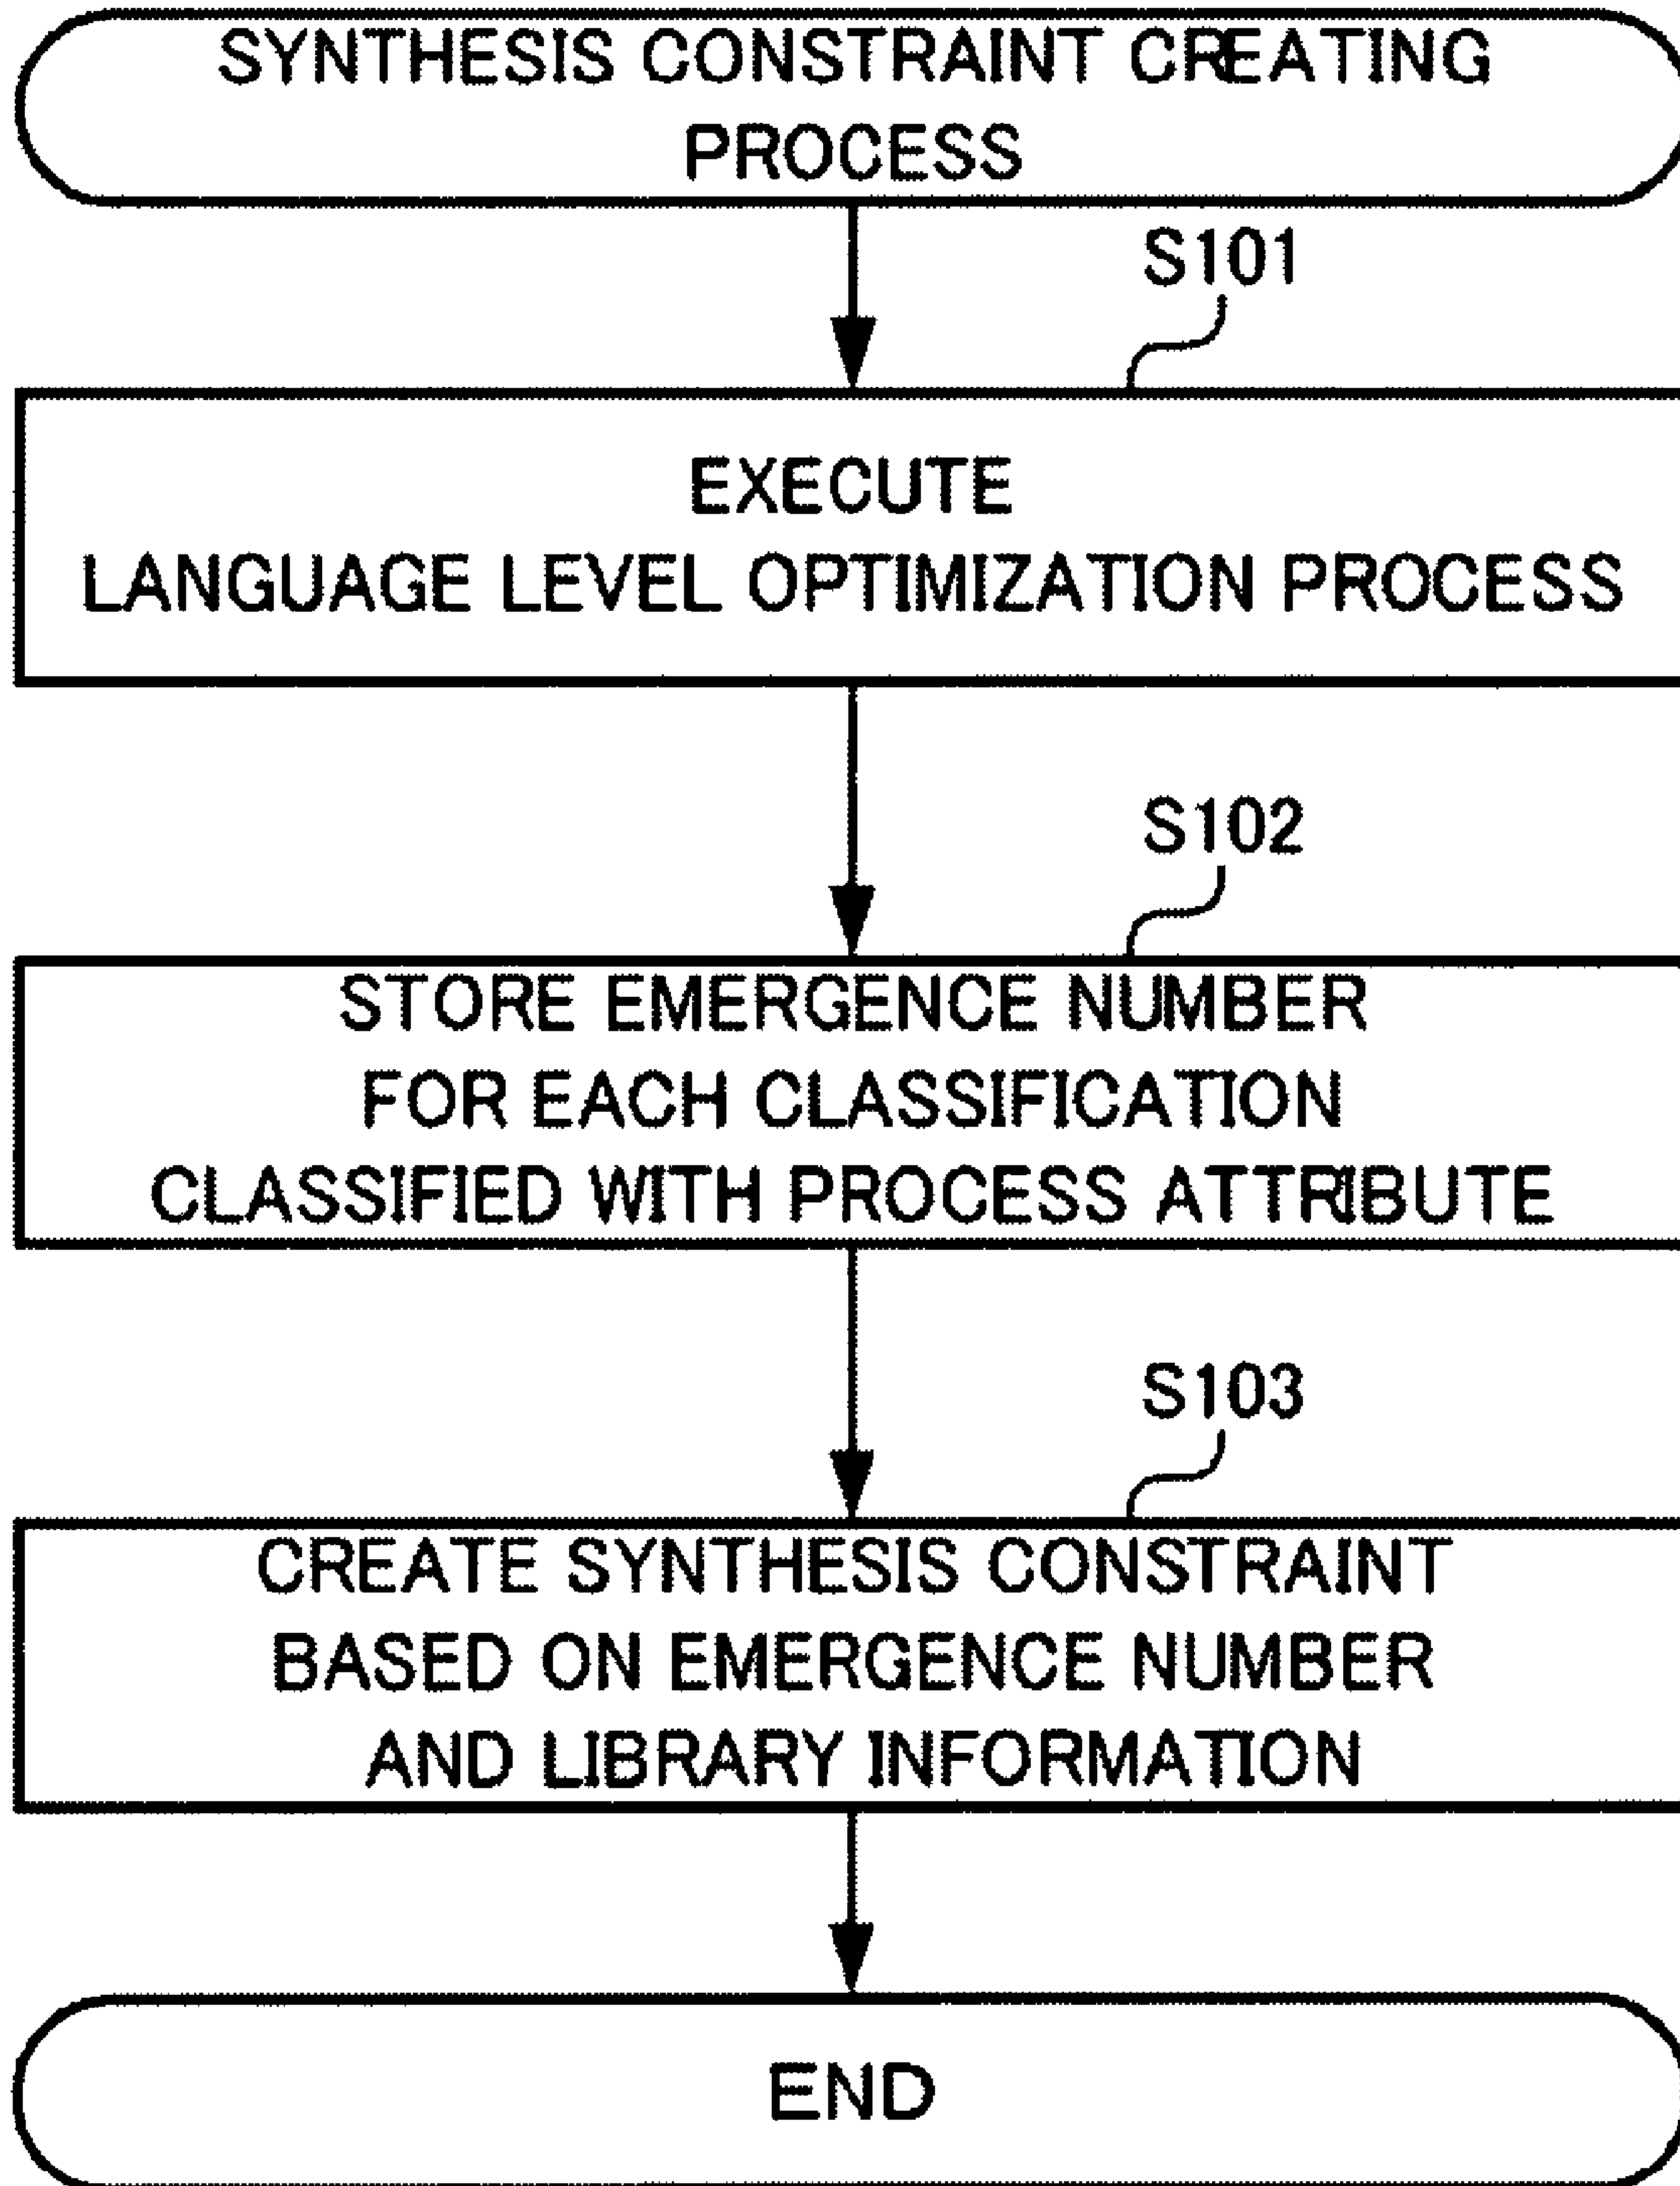 SYNTHESIS CONSTRAINT CREATING
PROCESS
S101
EXECUTE
LANGUAGE LEVEL OPTIMIZATION PROCESS
S102
STORE EMERGENCE NUMBER
FOR EACH CLASSIFICATION
CLASSIFIED WITH PROCESS ATTRIBUTE
S103
CREATE SYNTHESIS CONSTRAINT
BASED ON EMERGENCE NUMBER
AND LIBRARY INFORMATION
END